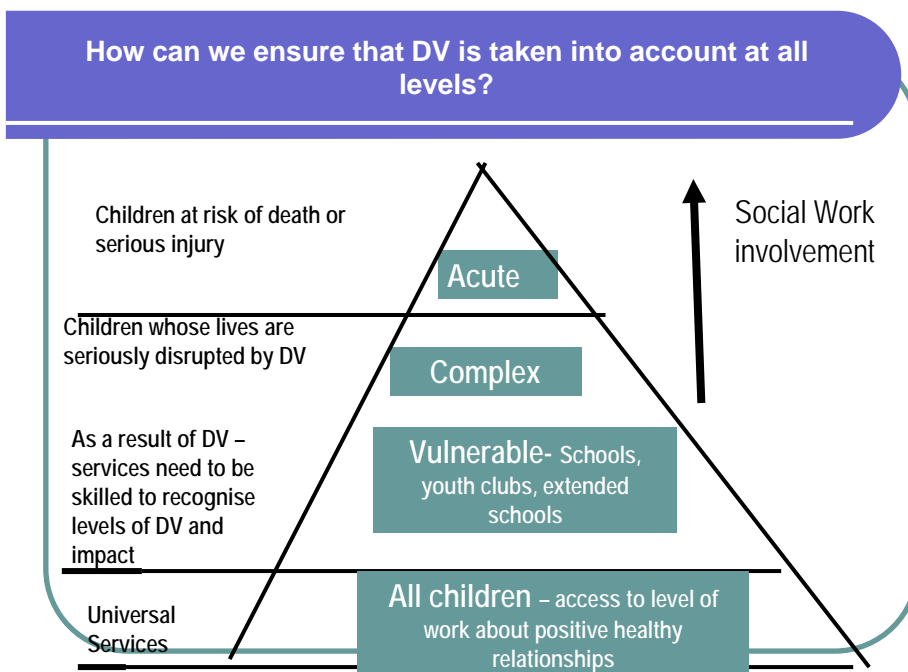 How can we ensure that DV is taken into account at all
levels?
Children at risk of death or
serious injury
Acute
Social Work
involvement
Children whose lives are
seriously disrupted by DV
Complex
As a result of DV –
services need to be
skilled to recognise
levels of DV and
impact
Vulnerable- Schools,
youth clubs, extended
schools
Universal
Services
All children – access to level of
work about positive healthy
relationships